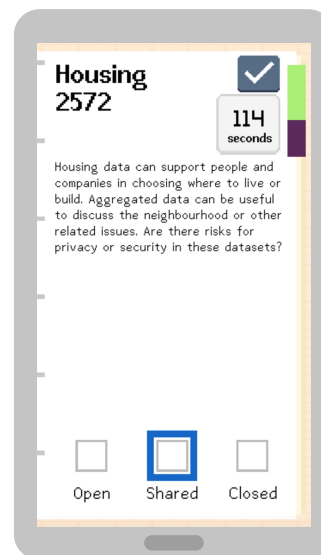 Housing
2572
114
seconds
Housing data can support people and
companies in choosing where to live or
build. Aggregated data can be useful
to discuss the neighbourhood or other
related issues. Are there risks for
privacy or security in these datasets?
Open Shared Closed